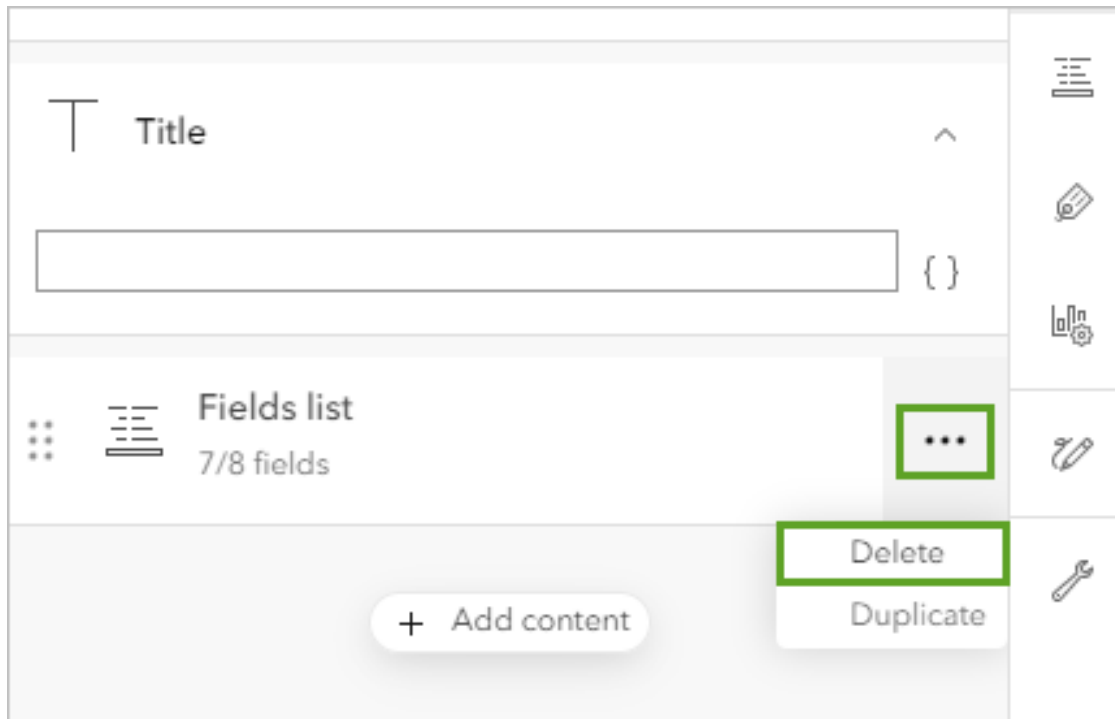 Title
{ }
Fields list
7/8 fields
Delete
Duplicate
+ Add content